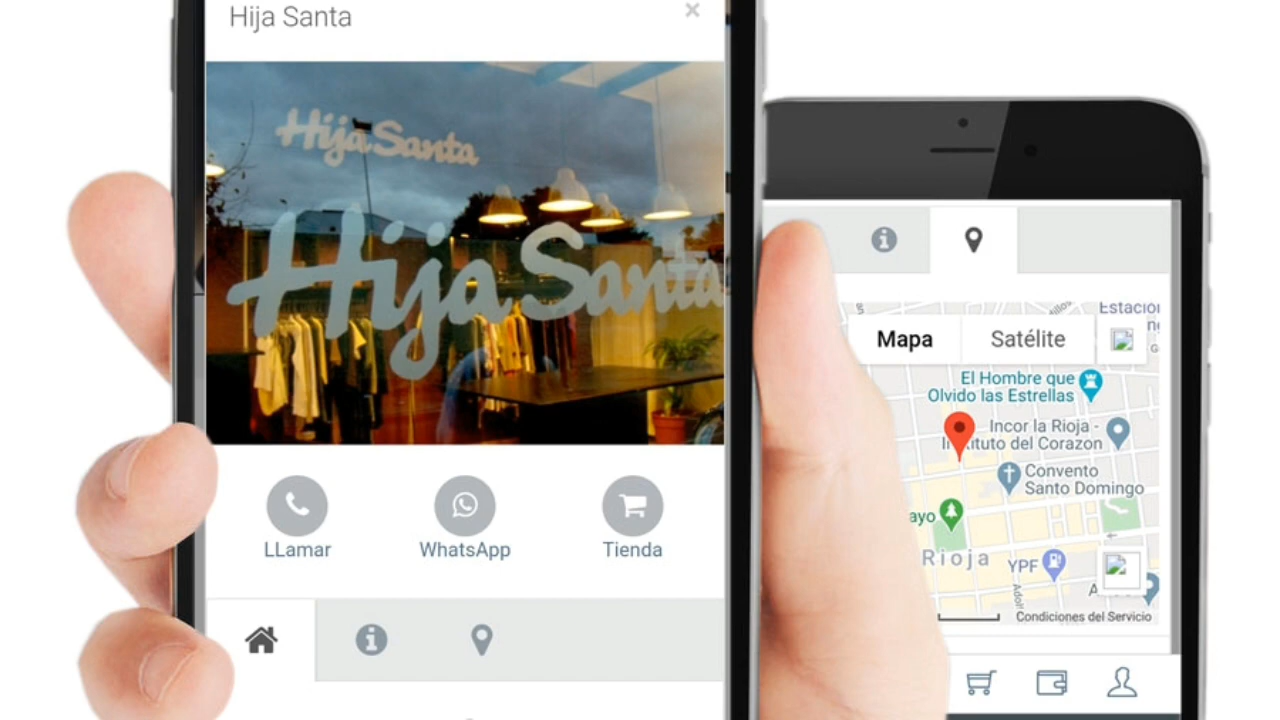 Hija Santa
×
Hija Santa
Hija Santa
LLamar
WhatsApp
Tienda
Estacion
Mapa
Satélite
El Hombre que
Olvido las Estrellas
Incor la Rioja -
Instituto del Corazon
Convento
Santo Domingo
ayo
Rioja
YPF
Adolf
Condiciones del Servicio